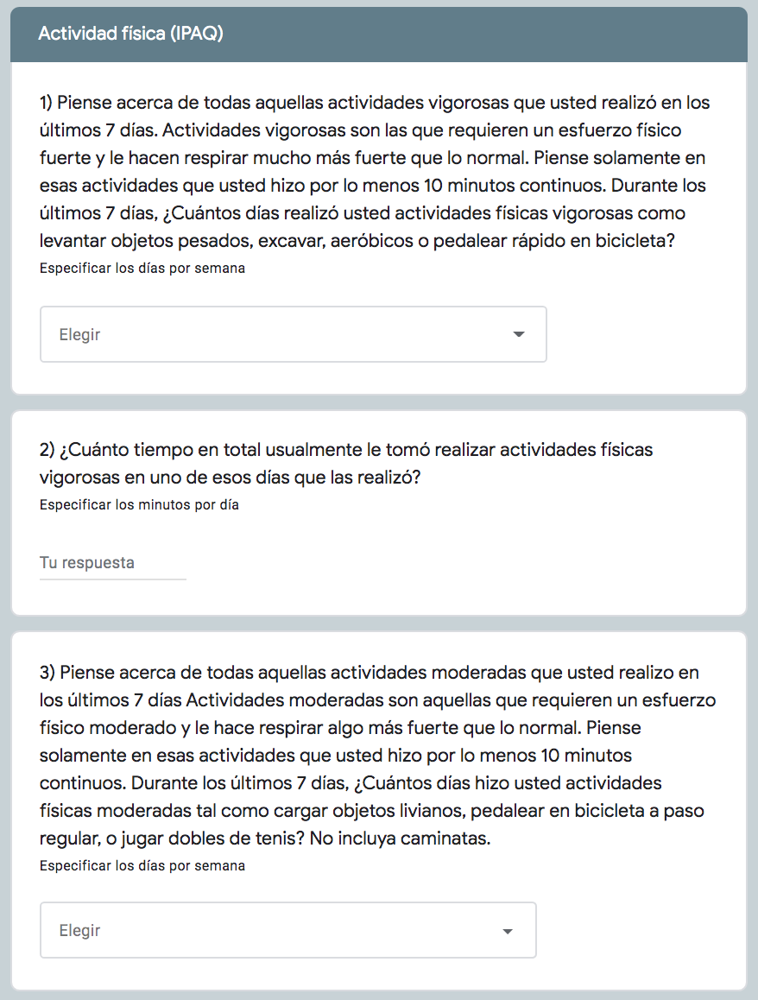 Actividad física (IPAQ)
1) Piense acerca de todas aquellas actividades vigorosas que usted realizó en los
últimos 7 días. Actividades vigorosas son las que requieren un esfuerzo físico
fuerte y le hacen respirar mucho más fuerte que lo normal. Piense solamente en
esas actividades que usted hizo por lo menos 10 minutos continuos. Durante los
últimos 7 días, ¿Cuántos días realizó usted actividades físicas vigorosas como
levantar objetos pesados, excavar, aeróbicos o pedalear rápido en bicicleta?
Especificar los días por semana
Elegir
2) ¿Cuánto tiempo en total usualmente le tomó realizar actividades físicas
vigorosas en uno de esos días que las realizó?
Especificar los minutos por día
Tu respuesta
3) Piense acerca de todas aquellas actividades moderadas que usted realizo en
los últimos 7 días Actividades moderadas son aquellas que requieren un esfuerzo
físico moderado y le hace respirar algo más fuerte que lo normal. Piense
solamente en esas actividades que usted hizo por lo menos 10 minutos
continuos. Durante los últimos 7 días, ¿Cuántos días hizo usted actividades
físicas moderadas tal como cargar objetos livianos, pedalear en bicicleta a paso
regular, o jugar dobles de tenis? No incluya caminatas.
Especificar los días por semana
Elegir